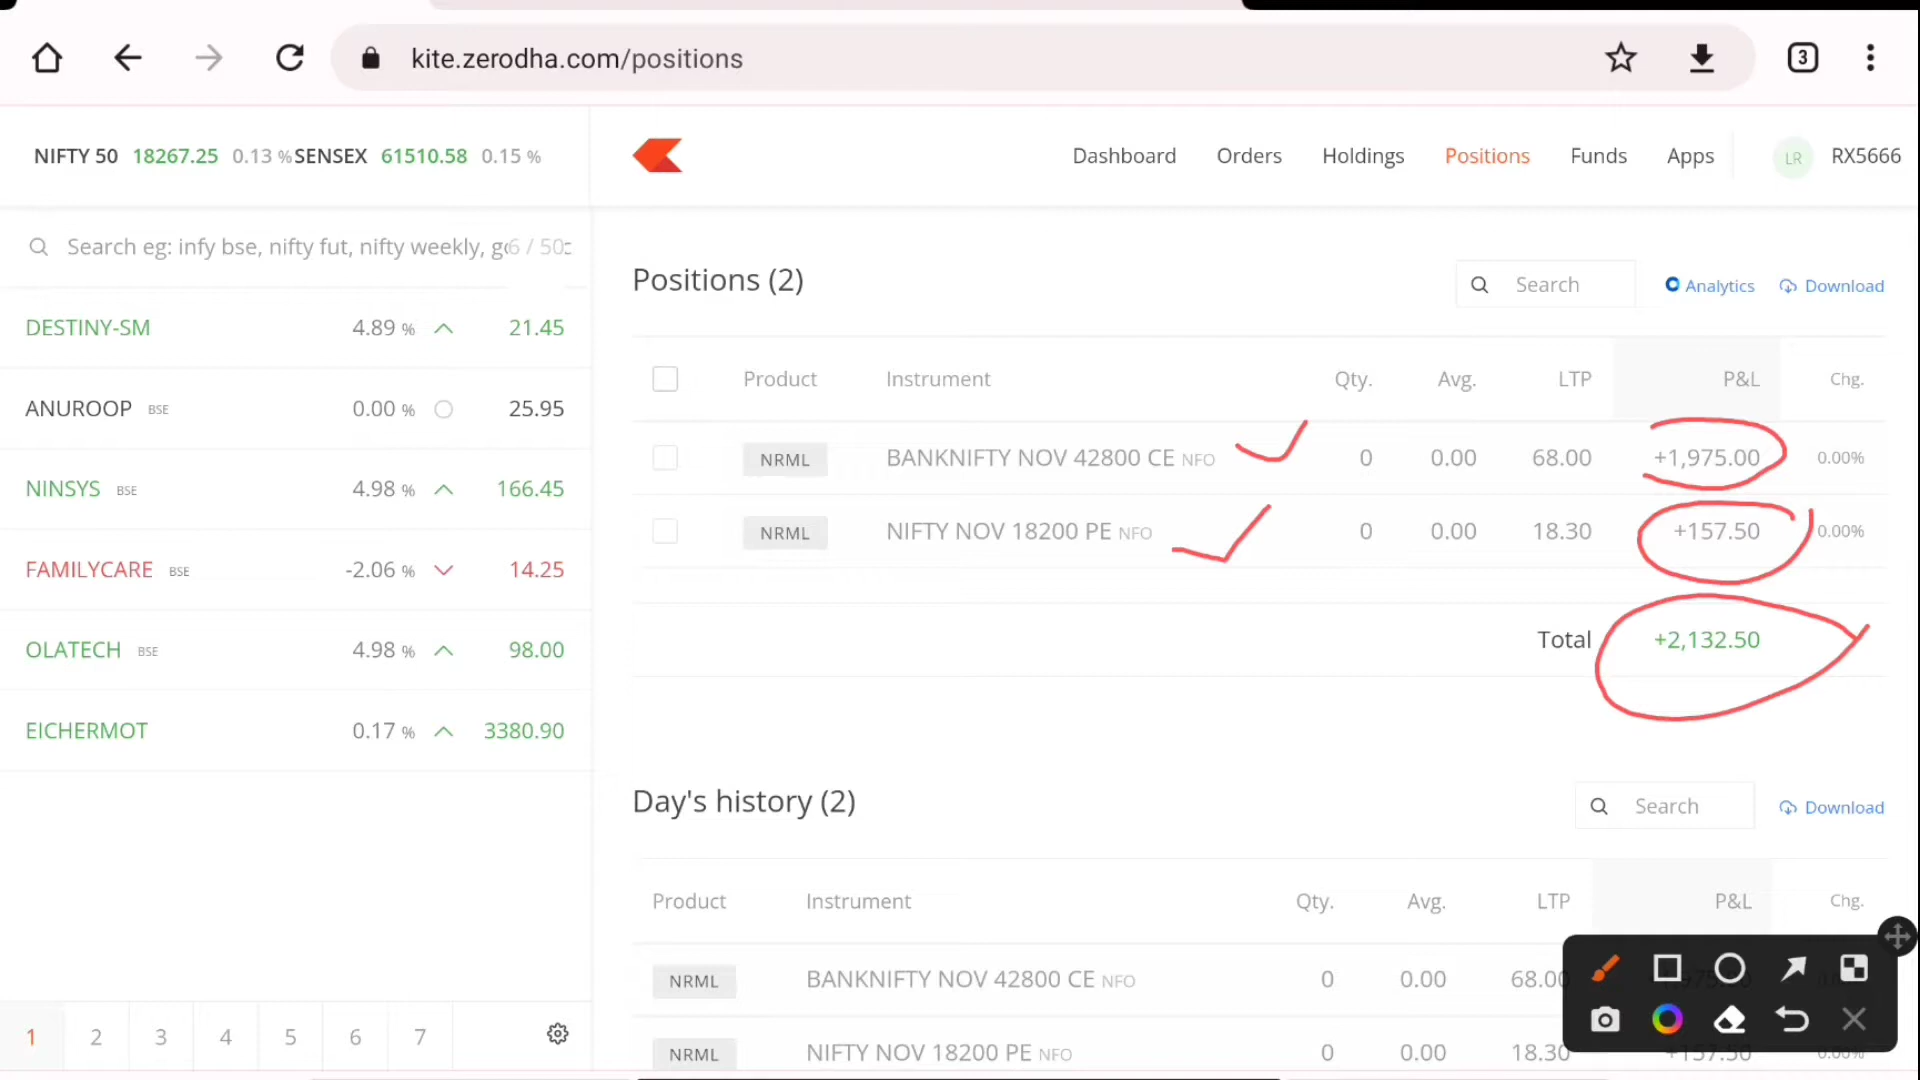 kite.zerodha.com/positions
3
NIFTY 50 18267.25 0.13 % SENSEX 61510.58 0.15 %
Dashboard Orders Holdings Positions Funds Apps LR RX5666
Search eg: infy bse, nifty fut, nifty weekly, 6 / 50
DESTINY-SM 4.89 % 21.45
ANUROOP BSE 0.00 % 25.95
NINSYS BSE 4.98 % 166.45
FAMILYCARE BSE -2.06 % 14.25
OLATECH BSE 4.98 % 98.00
EICHERMOT 0.17 % 3380.90
1 2 3 4 5 6 7
Positions (2) Search Analytics Download
Product Instrument Qty. Avg. LTP P&L Chg.
NRML BANKNIFTY NOV 42800 CE NFO 0 0.00 68.00 +1,975.00 0.00%
NRML NIFTY NOV 18200 PE NFO 0 0.00 18.30 +157.50 0.00%
Total +2,132.50
Day's history (2) Search Download
Product Instrument Qty. Avg. LTP P&L Chg.
NRML BANKNIFTY NOV 42800 CE NFO 0 0.00 68.00
NRML NIFTY NOV 18200 PE NFO 0 0.00 18.30 +157.50 0.00%